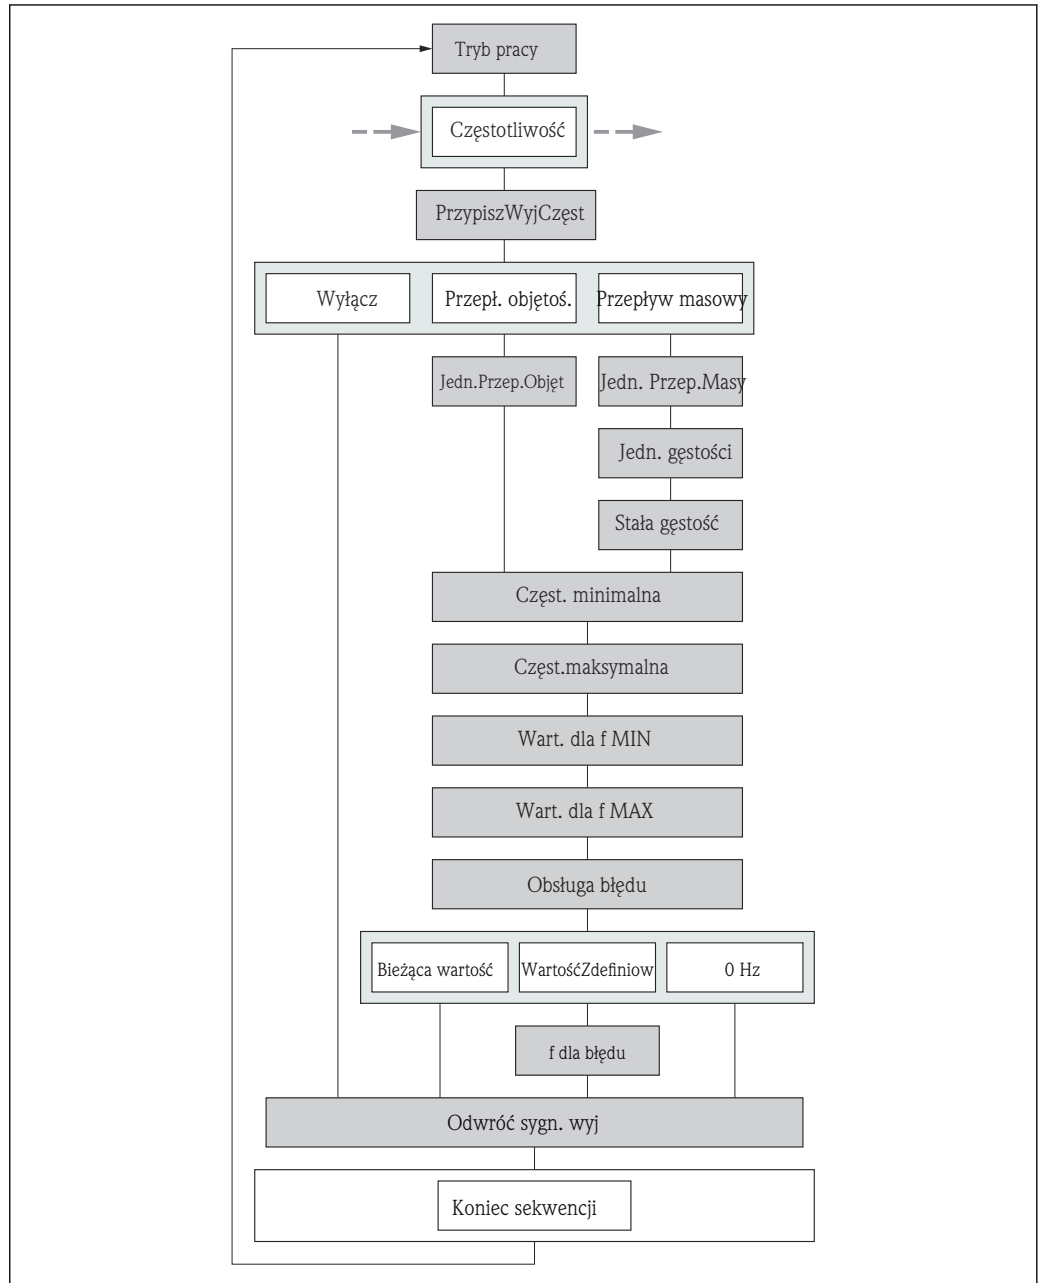 Tryb pracy
Częstotliwość
PrzypiszWyjCzęst
Wyłącz
Przepł. objętoś.
Przepływ masowy
Jedn.Przep.Objęt
Jedn. Przep.Masy
Jedn. gęstości
Stała gęstość
Częst. minimalna
Częst.maksymalna
Wart. dla f MIN
Wart. dla f MAX
Obsługa błędu
Bieżąca wartość
WartośćZdefiniow
0 Hz
f dla błędu
Odwróć sygn. wyj
Koniec sekwencji